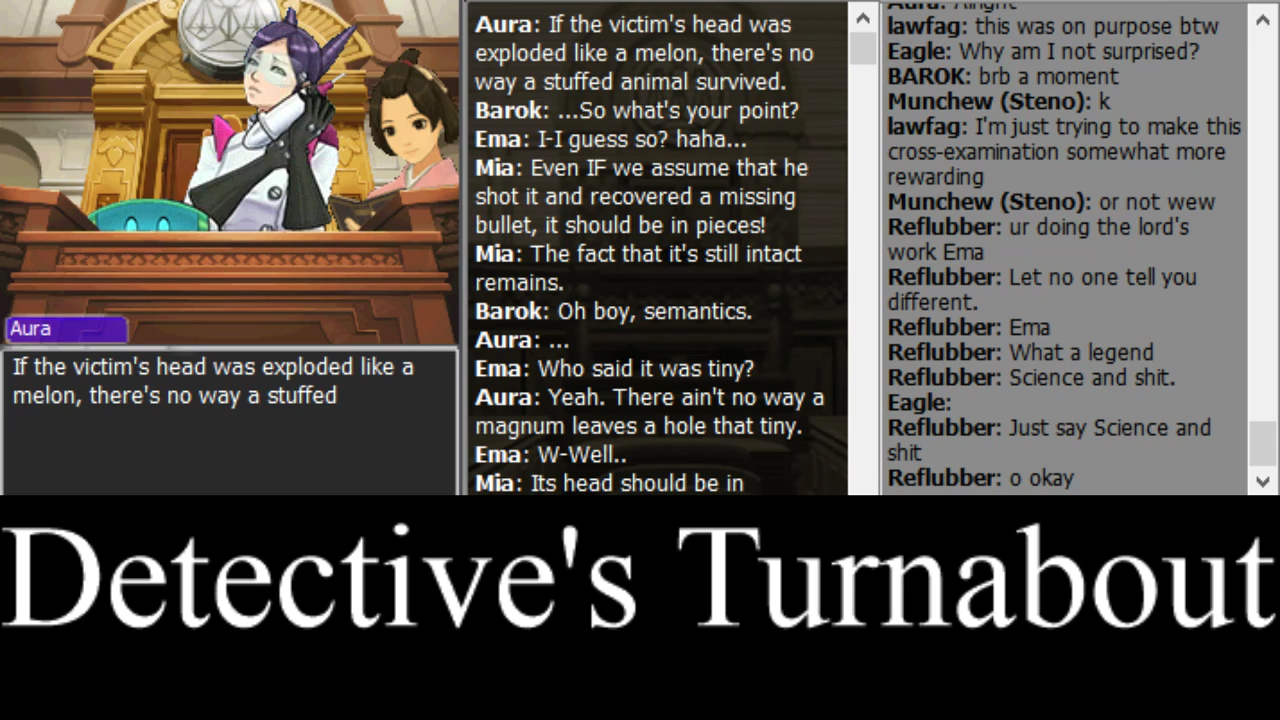 Aura
If the victim's head was exploded like a
melon, there's no way a stuffed
Aura: If the victim's head was
exploded like a melon, there's no
way a stuffed animal survived.
Barok: ...So what's your point?
Ema: I-I guess so? haha...
Mia: Even IF we assume that he
shot it and recovered a missing
bullet, it should be in pieces!
Mia: The fact that it's still intact
remains.
Barok: Oh boy, semantics.
Aura: ...
Ema: Who said it was tiny?
Aura: Yeah. There ain't no way a
magnum leaves a hole that tiny.
Ema: W-Well..
Mia: Its head should be in
Aura: Alright
lawfag: this was on purpose btw
Eagle: Why am I not surprised?
BAROK: brb a moment
Munchew (Steno): k
lawfag: I'm just trying to make this
cross-examination somewhat more
rewarding
Munchew (Steno): or not wew
Reflubber: ur doing the lord's
work Ema
Reflubber: Let no one tell you
different.
Reflubber: Ema
Reflubber: What a legend
Reflubber: Science and shit.
Eagle:
Reflubber: Just say Science and
shit
Reflubber: o okay
Detective's Turnabout